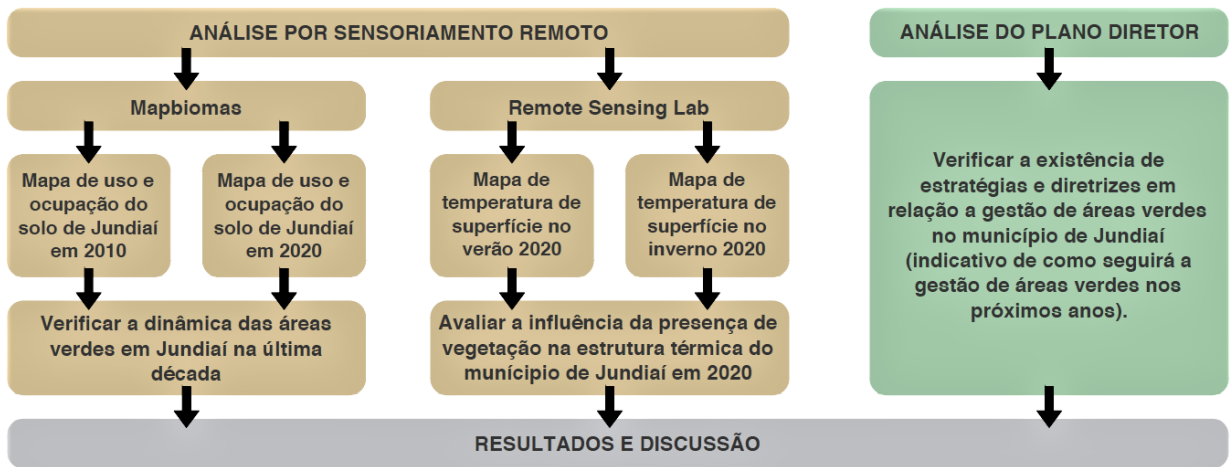 ANÁLISE POR SENSORIAMENTO REMOTO
Mapbiomas
Mapa de uso e
ocupação do
solo de Jundiaí
em 2010
Mapa de uso e
ocupação do
solo de Jundiaí
em 2020
Verificar a dinâmica das áreas
verdes em Jundiaí na última
década
Remote Sensing Lab
Mapa de
temperatura de
superfície no
verão 2020
Mapa de
temperatura de
superfície no
inverno 2020
Avaliar a influência da presença de
vegetação na estrutura térmica do
munícipio de Jundiaí em 2020
ANÁLISE DO PLANO DIRETOR
Verificar a existência de
estratégias e diretrizes em
relação a gestão de áreas verdes
no município de Jundiaí
(indicativo de como seguirá a
gestão de áreas verdes nos
próximos anos).
RESULTADOS E DISCUSSÃO